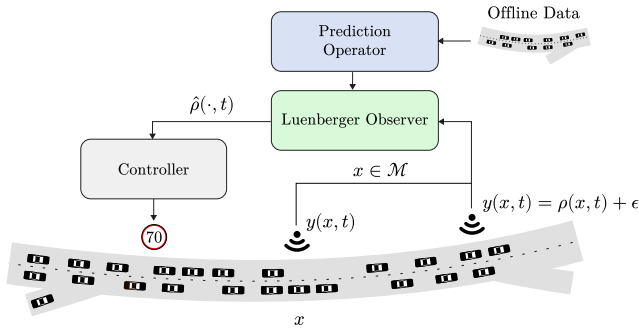 Offline Data
Prediction
Operator
ρ̂(·, t)
Luenberger Observer
Controller
x ∈ ℳ
y(x, t) = ρ(x, t) + ϵ
y(x, t)
70
x